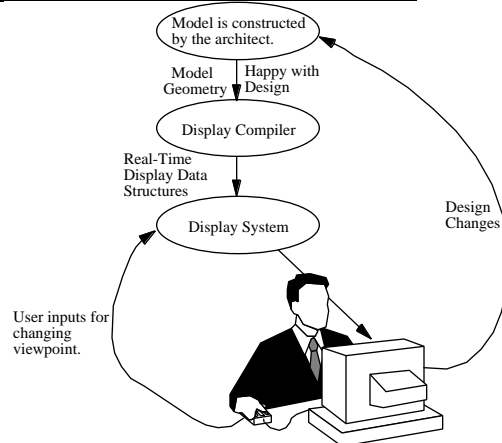 Model is constructed
by the architect.
Model
Geometry
Happy with
Design
Display Compiler
Real-Time
Display Data
Structures
Display System
Design
Changes
User inputs for
changing
viewpoint.